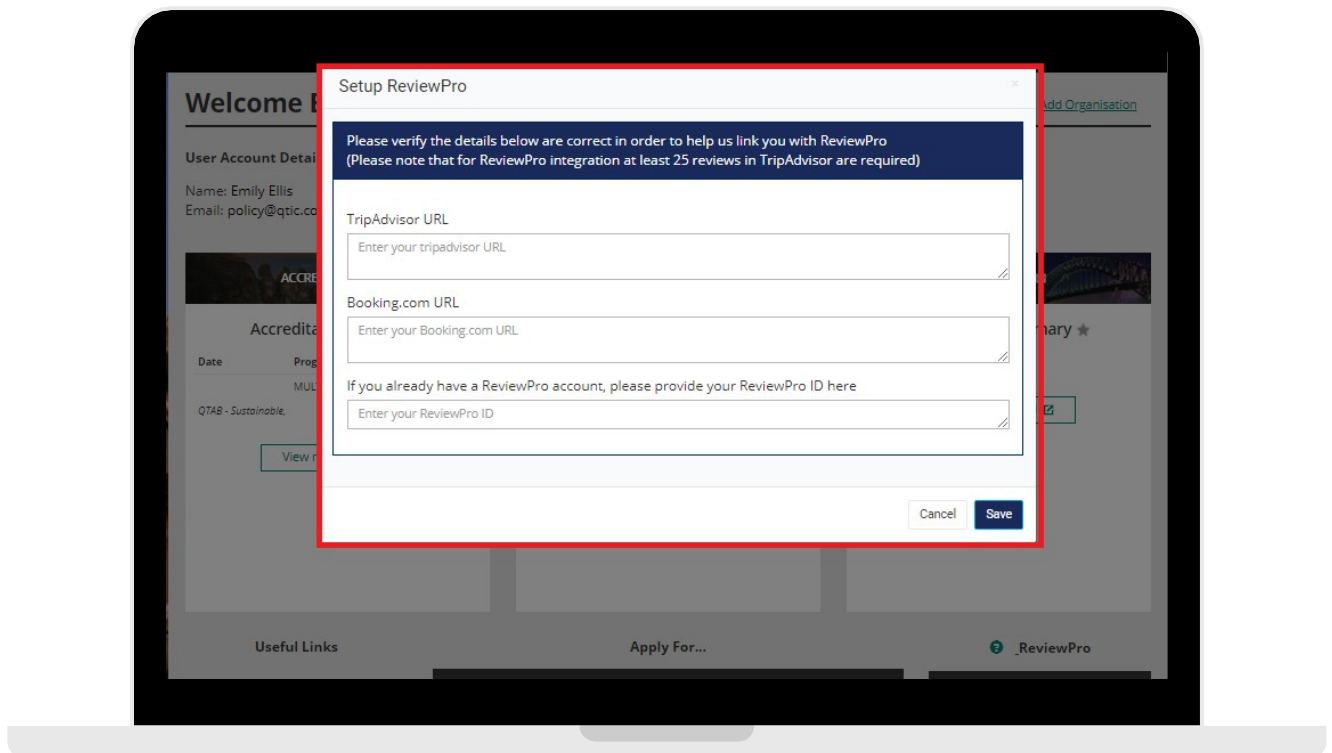 Setup ReviewPro
×
Welcome
Add Organisation
Please verify the details below are correct in order to help us link you with ReviewPro
(Please note that for ReviewPro integration at least 25 reviews in TripAdvisor are required)
User Account Detai
Name: Emily Ellis
Email: policy@qtic.co
TripAdvisor URL
Enter your tripadvisor URL
ACCRE
Booking.com URL
Enter your Booking.com URL
Accredita
mary
Date Prog
MUL
If you already have a ReviewPro account, please provide your ReviewPro ID here
Enter your ReviewPro ID
QTAB - Sustainable,
View r
Cancel Save
Useful Links
Apply For...
_ReviewPro